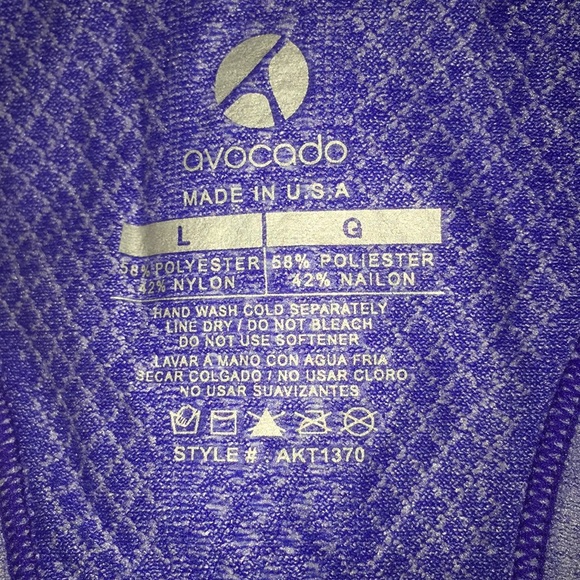 avocado
MADE IN U.S.A
L G
58% POLYESTER 58% POLIESTER
42% NYLON 42% NAILON
HAND WASH COLD SEPARATELY
LINE DRY / DO NOT BLEACH
DO NOT USE SOFTENER
LAVAR A MANO CON AGUA FRIA
SECAR COLGADO / NO USAR CLORO
NO USAR SUAVIZANTES
STYLE # AKT1370